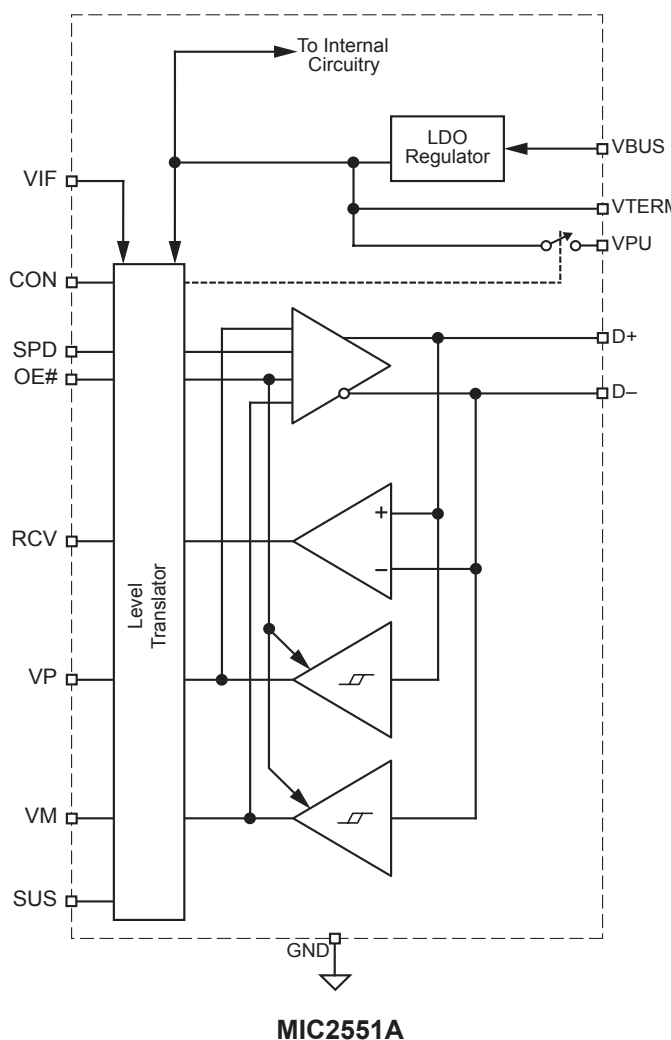 To Internal
Circuitry
LDO
Regulator
VBUS
VIF
VTERM
VPU
CON
SPD
D+
OE#
D–
+
RCV
–
Level
Translator
VP
VM
SUS
GND
MIC2551A